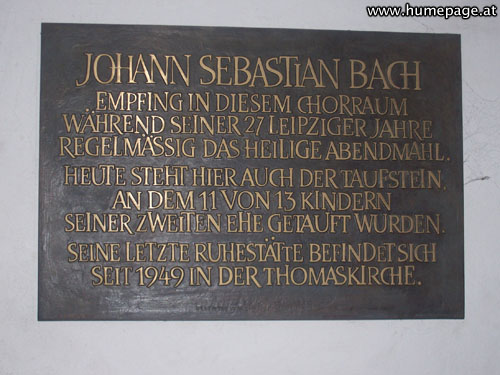 www.humepage.at
JOHANN SEBASTIAN BACH
EMPFING IN DIESEM CHORRAUM
WÄHREND SEINER 27 LEIPZIGER JAHRE
REGELMÄSSIG DAS HEILIGE ABENDMAHL.
HEUTE STEHT HIER AUCH DER TAUFSTEIN,
AN DEM 11 VON 13 KINDERN
SEINER ZWEITEN EHE GETAUFT WURDEN.
SEINE LETZTE RUHESTÄTTE BEFINDET SICH
SEIT 1949 IN DER THOMASKIRCHE.